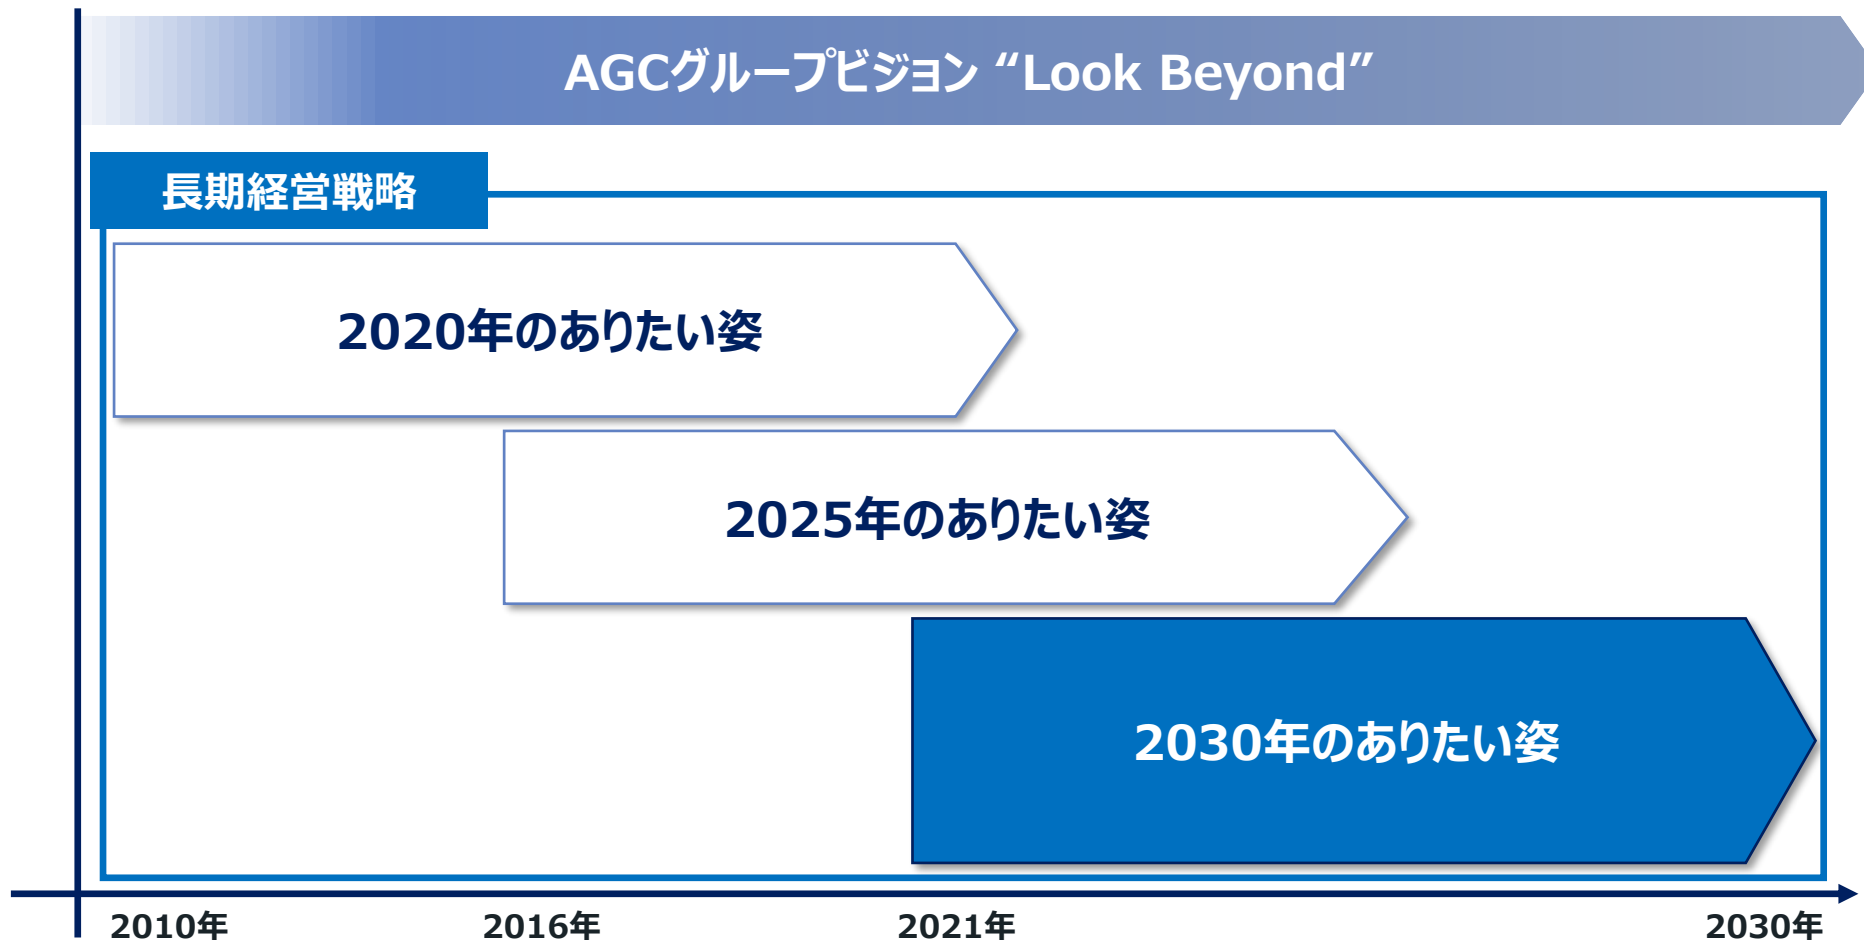 AGCグループビジョン “Look Beyond”
長期経営戦略
2020年のありたい姿
2025年のありたい姿
2030年のありたい姿
2010年
2016年
2021年
2030年